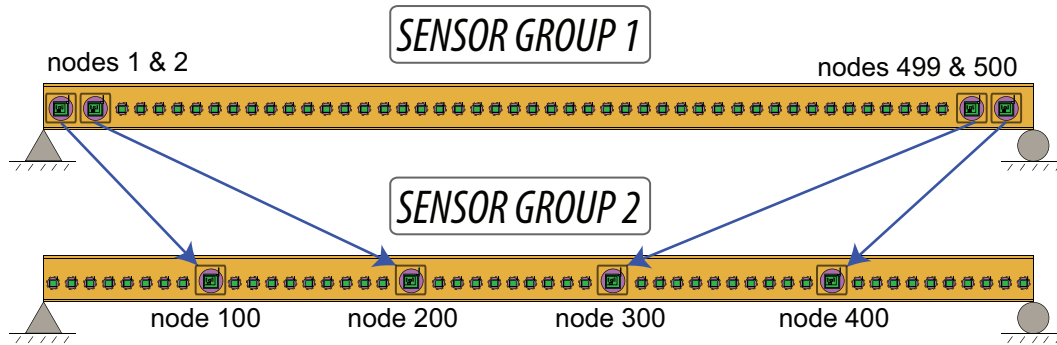 SENSOR GROUP 1
nodes 1 & 2
nodes 499 & 500
SENSOR GROUP 2
node 100
node 200
node 300
node 400